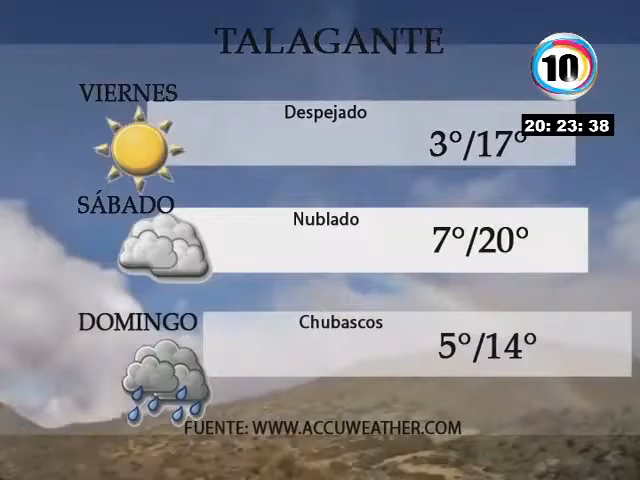 TALAGANTE
10
20: 23: 38
VIERNES
Despejado
3°/17°
SÁBADO
Nublado
7°/20°
DOMINGO
Chubascos
5°/14°
FUENTE: WWW.ACCUWEATHER.COM